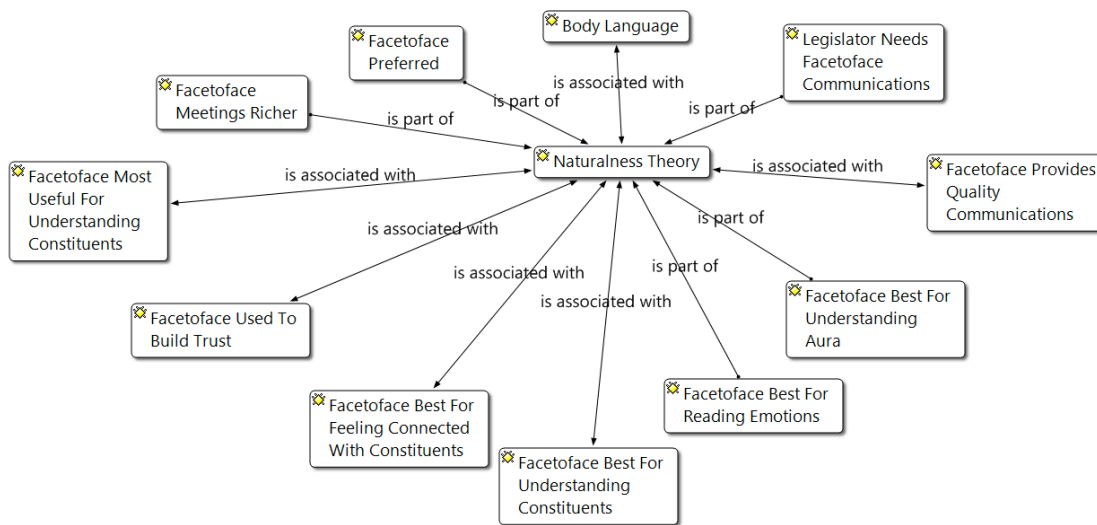 Body Language
Facetoface
Preferred
Legislator Needs
Facetoface
Communications
is associated with
Facetoface
Meetings Richer
is part of
is part of
is part of
Naturalness Theory
is associated with
Facetoface Provides
Quality
Communications
Facetoface Most
Useful For
Understanding
Constituents
is associated with
is associated with
is part of
is associated with
is part of
is associated with
Facetoface Best For
Understanding
Aura
Facetoface Used To
Build Trust
Facetoface Best For
Reading Emotions
Facetoface Best For
Feeling Connected
With Constituents
Facetoface Best For
Understanding
Constituents